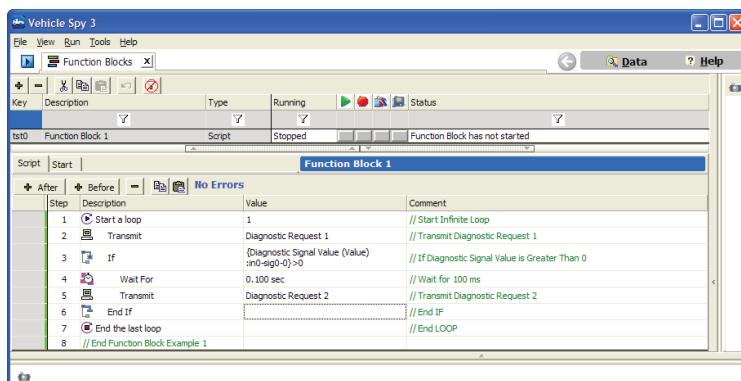 Vehicle Spy 3
File View Run Tools Help
Function Blocks X
Data ? Help
Key Description Type Running Status
tst0 Function Block 1 Script Stopped Function Block has not started
Script Start Function Block 1
After Before No Errors
Step Description Value Comment
1 Start a loop 1 // Start Infinite Loop
2 Transmit Diagnostic Request 1 // Transmit Diagnostic Request 1
3 If {Diagnostic Signal Value (Value) :in0-sig0-0}>0 // If Diagnostic Signal Value is Greater Than 0
4 Wait For 0.100 sec // Wait for 100 ms
5 Transmit Diagnostic Request 2 // Transmit Diagnostic Request 2
6 End If // End IF
7 End the last loop // End LOOP
8 // End Function Block Example 1